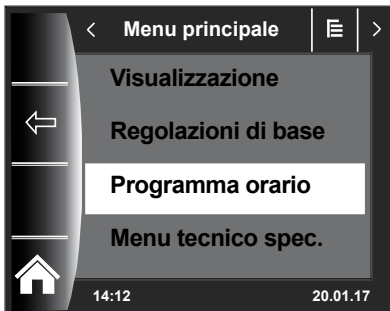 Menu principale
Visualizzazione
Regolazioni di base
Programma orario
Menu tecnico spec.
14:12 20.01.17